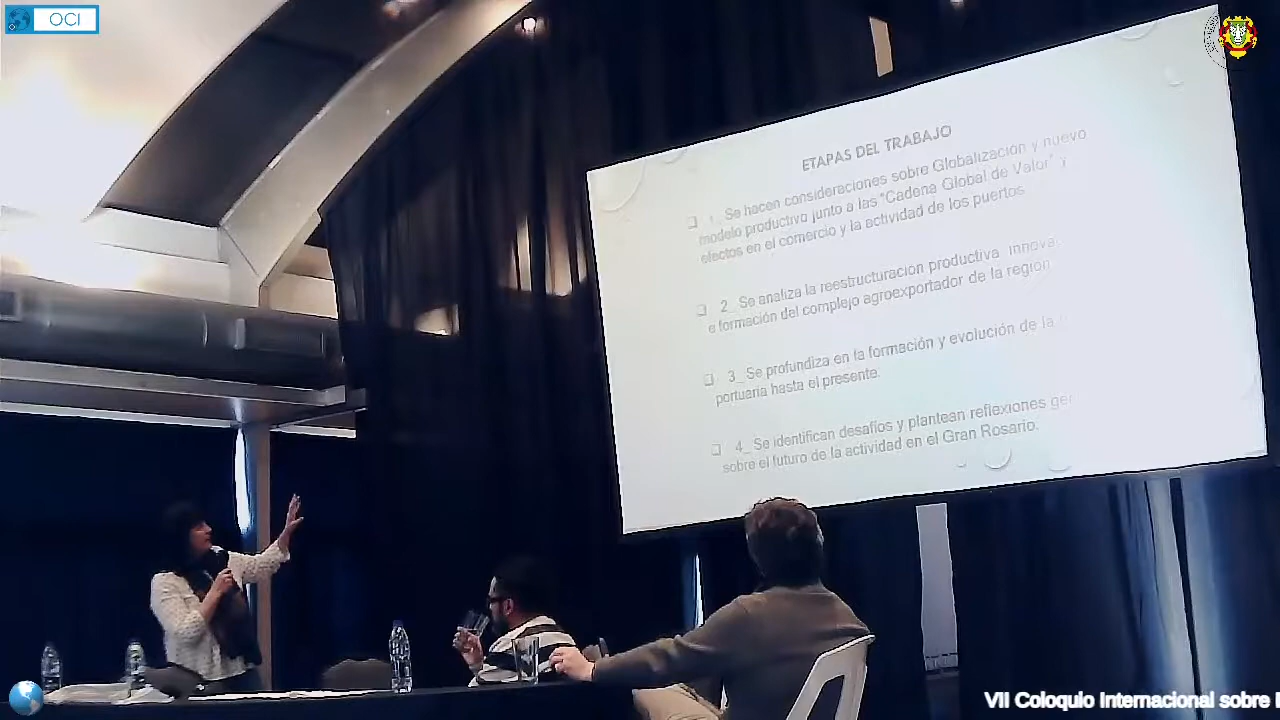 OCI
ETAPAS DEL TRABAJO
1_ Se hacen consideraciones sobre Globalización y nuevo
modelo productivo junto a las "Cadena Global de Valor" y
efectos en el comercio y la actividad de los puertos.
2_ Se analiza la reestructuración productiva innova
e formación del complejo agroexportador de la región
3_ Se profundiza en la formación y evolución de la
portuaria hasta el presente.
4_ Se identifican desafíos y plantean reflexiones ger
sobre el futuro de la actividad en el Gran Rosario.
VII Coloquio Internacional sobre